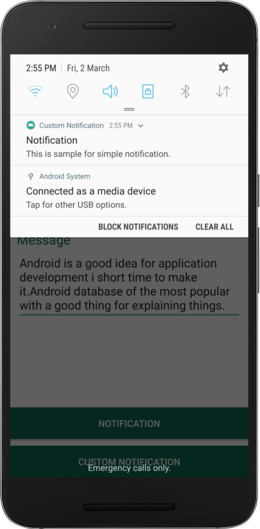 2:55 PM | Fri, 2 March
Custom Notification 2:55 PM
Notification
This is sample for simple notification.
Android System
Connected as a media device
Tap for other USB options.
BLOCK NOTIFICATIONS CLEAR ALL
Message
Android is a good idea for application
development i short time to make
it.Android database of the most popular
with a good thing for explaining things.
NOTIFICATION
CUSTOM NOTIFICATION
Emergency calls only.